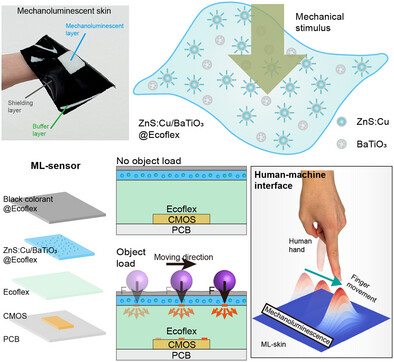 Mechanoluminescent skin
Mechanoluminescent
layer
Shielding
layer
Buffer
layer
Mechanical
stimulus
ZnS:Cu/BaTiO₃
@Ecoflex
ZnS:Cu
BaTiO₃
ML-sensor
Black colorant
@Ecoflex
ZnS:Cu/BaTiO₃
@Ecoflex
Ecoflex
CMOS
PCB
No object load
Ecoflex
CMOS
PCB
Object
load
Moving direction
F
F
F
Ecoflex
CMOS
PCB
Human-machine
interface
Human
hand
Finger
movement
Mechanoluminescence
ML-skin